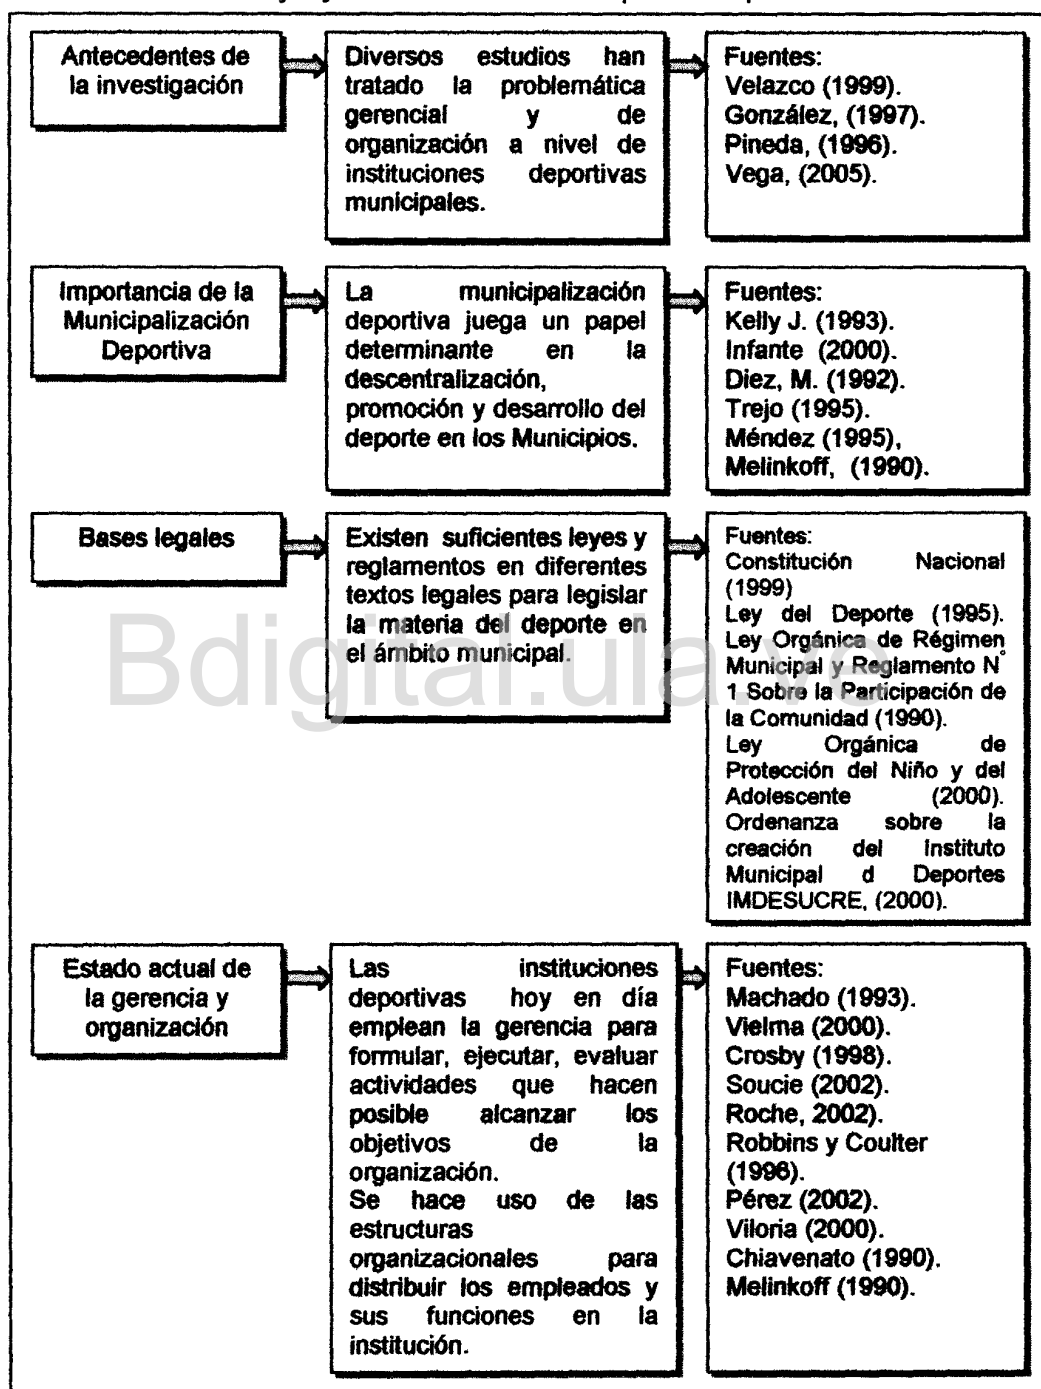 Antecedentes de
la investigación
Diversos estudios han
tratado la problemática
gerencial y de
organización a nivel de
instituciones deportivas
municipales.
Fuentes:
Velazco (1999).
González, (1997).
Pineda, (1996).
Vega, (2005).
Importancia de la
Municipalización
Deportiva
La municipalización
deportiva juega un papel
determinante en la
descentralización,
promoción y desarrollo del
deporte en los Municipios.
Fuentes:
Kelly J. (1993).
Infante (2000).
Diez, M. (1992).
Trejo (1995).
Méndez (1995),
Melinkoff, (1990).
Bases legales
Existen suficientes leyes y
reglamentos en diferentes
textos legales para legislar
la materia del deporte en
el ámbito municipal.
Fuentes:
Constitución Nacional
(1999)
Ley del Deporte (1995).
Ley Orgánica de Régimen
Municipal y Reglamento N°
1 Sobre la Participación de
la Comunidad (1990).
Ley Orgánica de
Protección del Niño y del
Adolescente (2000).
Ordenanza sobre la
creación del Instituto
Municipal d Deportes
IMDESUCRE, (2000).
Estado actual de
la gerencia y
organización
Las instituciones
deportivas hoy en día
emplean la gerencia para
formular, ejecutar, evaluar
actividades que hacen
posible alcanzar los
objetivos de la
organización.
Se hace uso de las
estructuras
organizacionales para
distribuir los empleados y
sus funciones en la
institución.
Fuentes:
Machado (1993).
Vielma (2000).
Crosby (1998).
Soucie (2002).
Roche, 2002).
Robbins y Coulter
(1996).
Pérez (2002).
Viloria (2000).
Chiavenato (1990).
Melinkoff (1990).
Bdigital.ula.ve